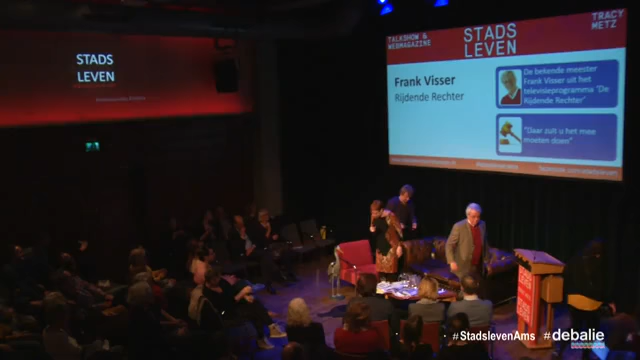 STADS
LEVEN
TALKSHOW &
WEBMAGAZINE
STADS
LEVEN
TRACY
METZ
Frank Visser
Rijdende Rechter
De bekende meester
Frank Visser uit het
televisieprogramma 'De
Rijdende Rechter'
"Daar zult u het mee
moeten doen"
#StadslevenAms #debalie